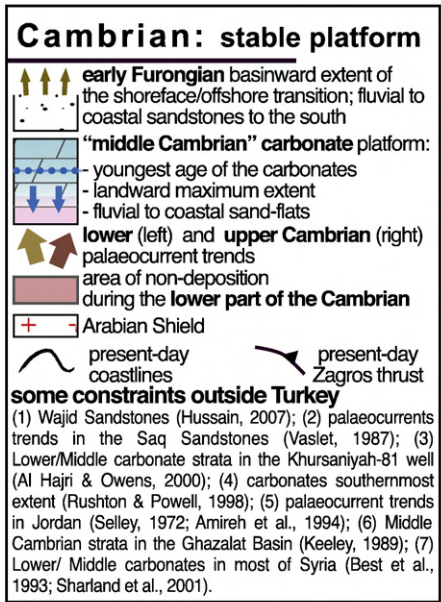 Cambrian: stable platform
early Furongian basinward extent of
the shoreface/offshore transition; fluvial to
coastal sandstones to the south
“middle Cambrian” carbonate platform:
- youngest age of the carbonates
- landward maximum extent
- fluvial to coastal sand-flats
lower (left) and upper Cambrian (right)
palaeocurrent trends
area of non-deposition
during the lower part of the Cambrian
Arabian Shield
present-day
coastlines
present-day
Zagros thrust
some constraints outside Turkey
(1) Wajid Sandstones (Hussain, 2007); (2) palaeocurrents
trends in the Saq Sandstones (Vaslet, 1987); (3)
Lower/Middle carbonate strata in the Khursaniyah-81 well
(Al Hajri & Owens, 2000); (4) carbonates southernmost
extent (Rushton & Powell, 1998); (5) palaeocurrent trends
in Jordan (Selley, 1972; Amireh et al., 1994); (6) Middle
Cambrian strata in the Ghazalat Basin (Keeley, 1989); (7)
Lower/ Middle carbonates in most of Syria (Best et al.,
1993; Sharland et al., 2001).